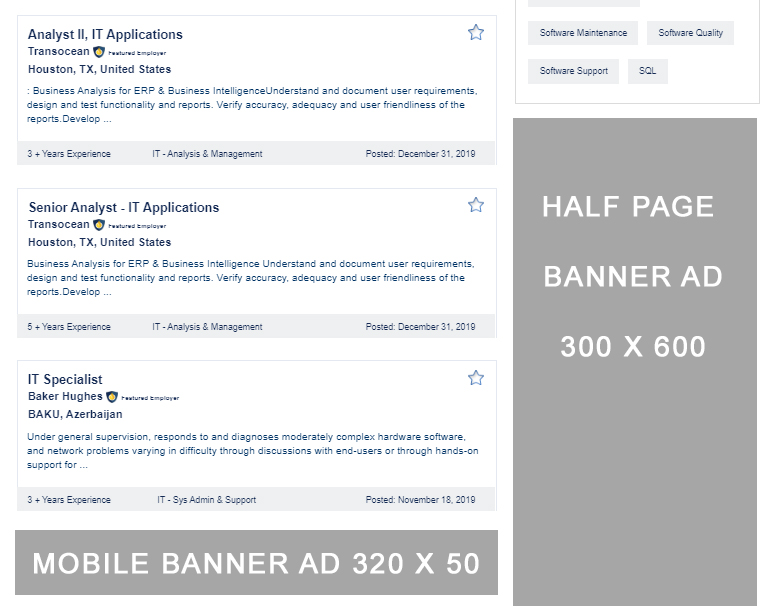 Analyst II, IT Applications
Transocean Featured Employer
Houston, TX, United States
: Business Analysis for ERP & Business IntelligenceUnderstand and document user requirements,
design and test functionality and reports. Verify accuracy, adequacy and user friendliness of the
reports.Develop ...
3 + Years Experience IT - Analysis & Management Posted: December 31, 2019
Senior Analyst - IT Applications
Transocean Featured Employer
Houston, TX, United States
Business Analysis for ERP & Business Intelligence Understand and document user requirements,
design and test functionality and reports. Verify accuracy, adequacy and user friendliness of the
reports.Develop ...
5 + Years Experience IT - Analysis & Management Posted: December 31, 2019
IT Specialist
Baker Hughes Featured Employer
BAKU, Azerbaijan
Under general supervision, responds to and diagnoses moderately complex hardware software,
and network problems varying in difficulty through discussions with end-users or through hands-on
support for ...
3 + Years Experience IT - Sys Admin & Support Posted: November 18, 2019
MOBILE BANNER AD 320 X 50
Software Maintenance Software Quality
Software Support SQL
HALF PAGE
BANNER AD
300 X 600